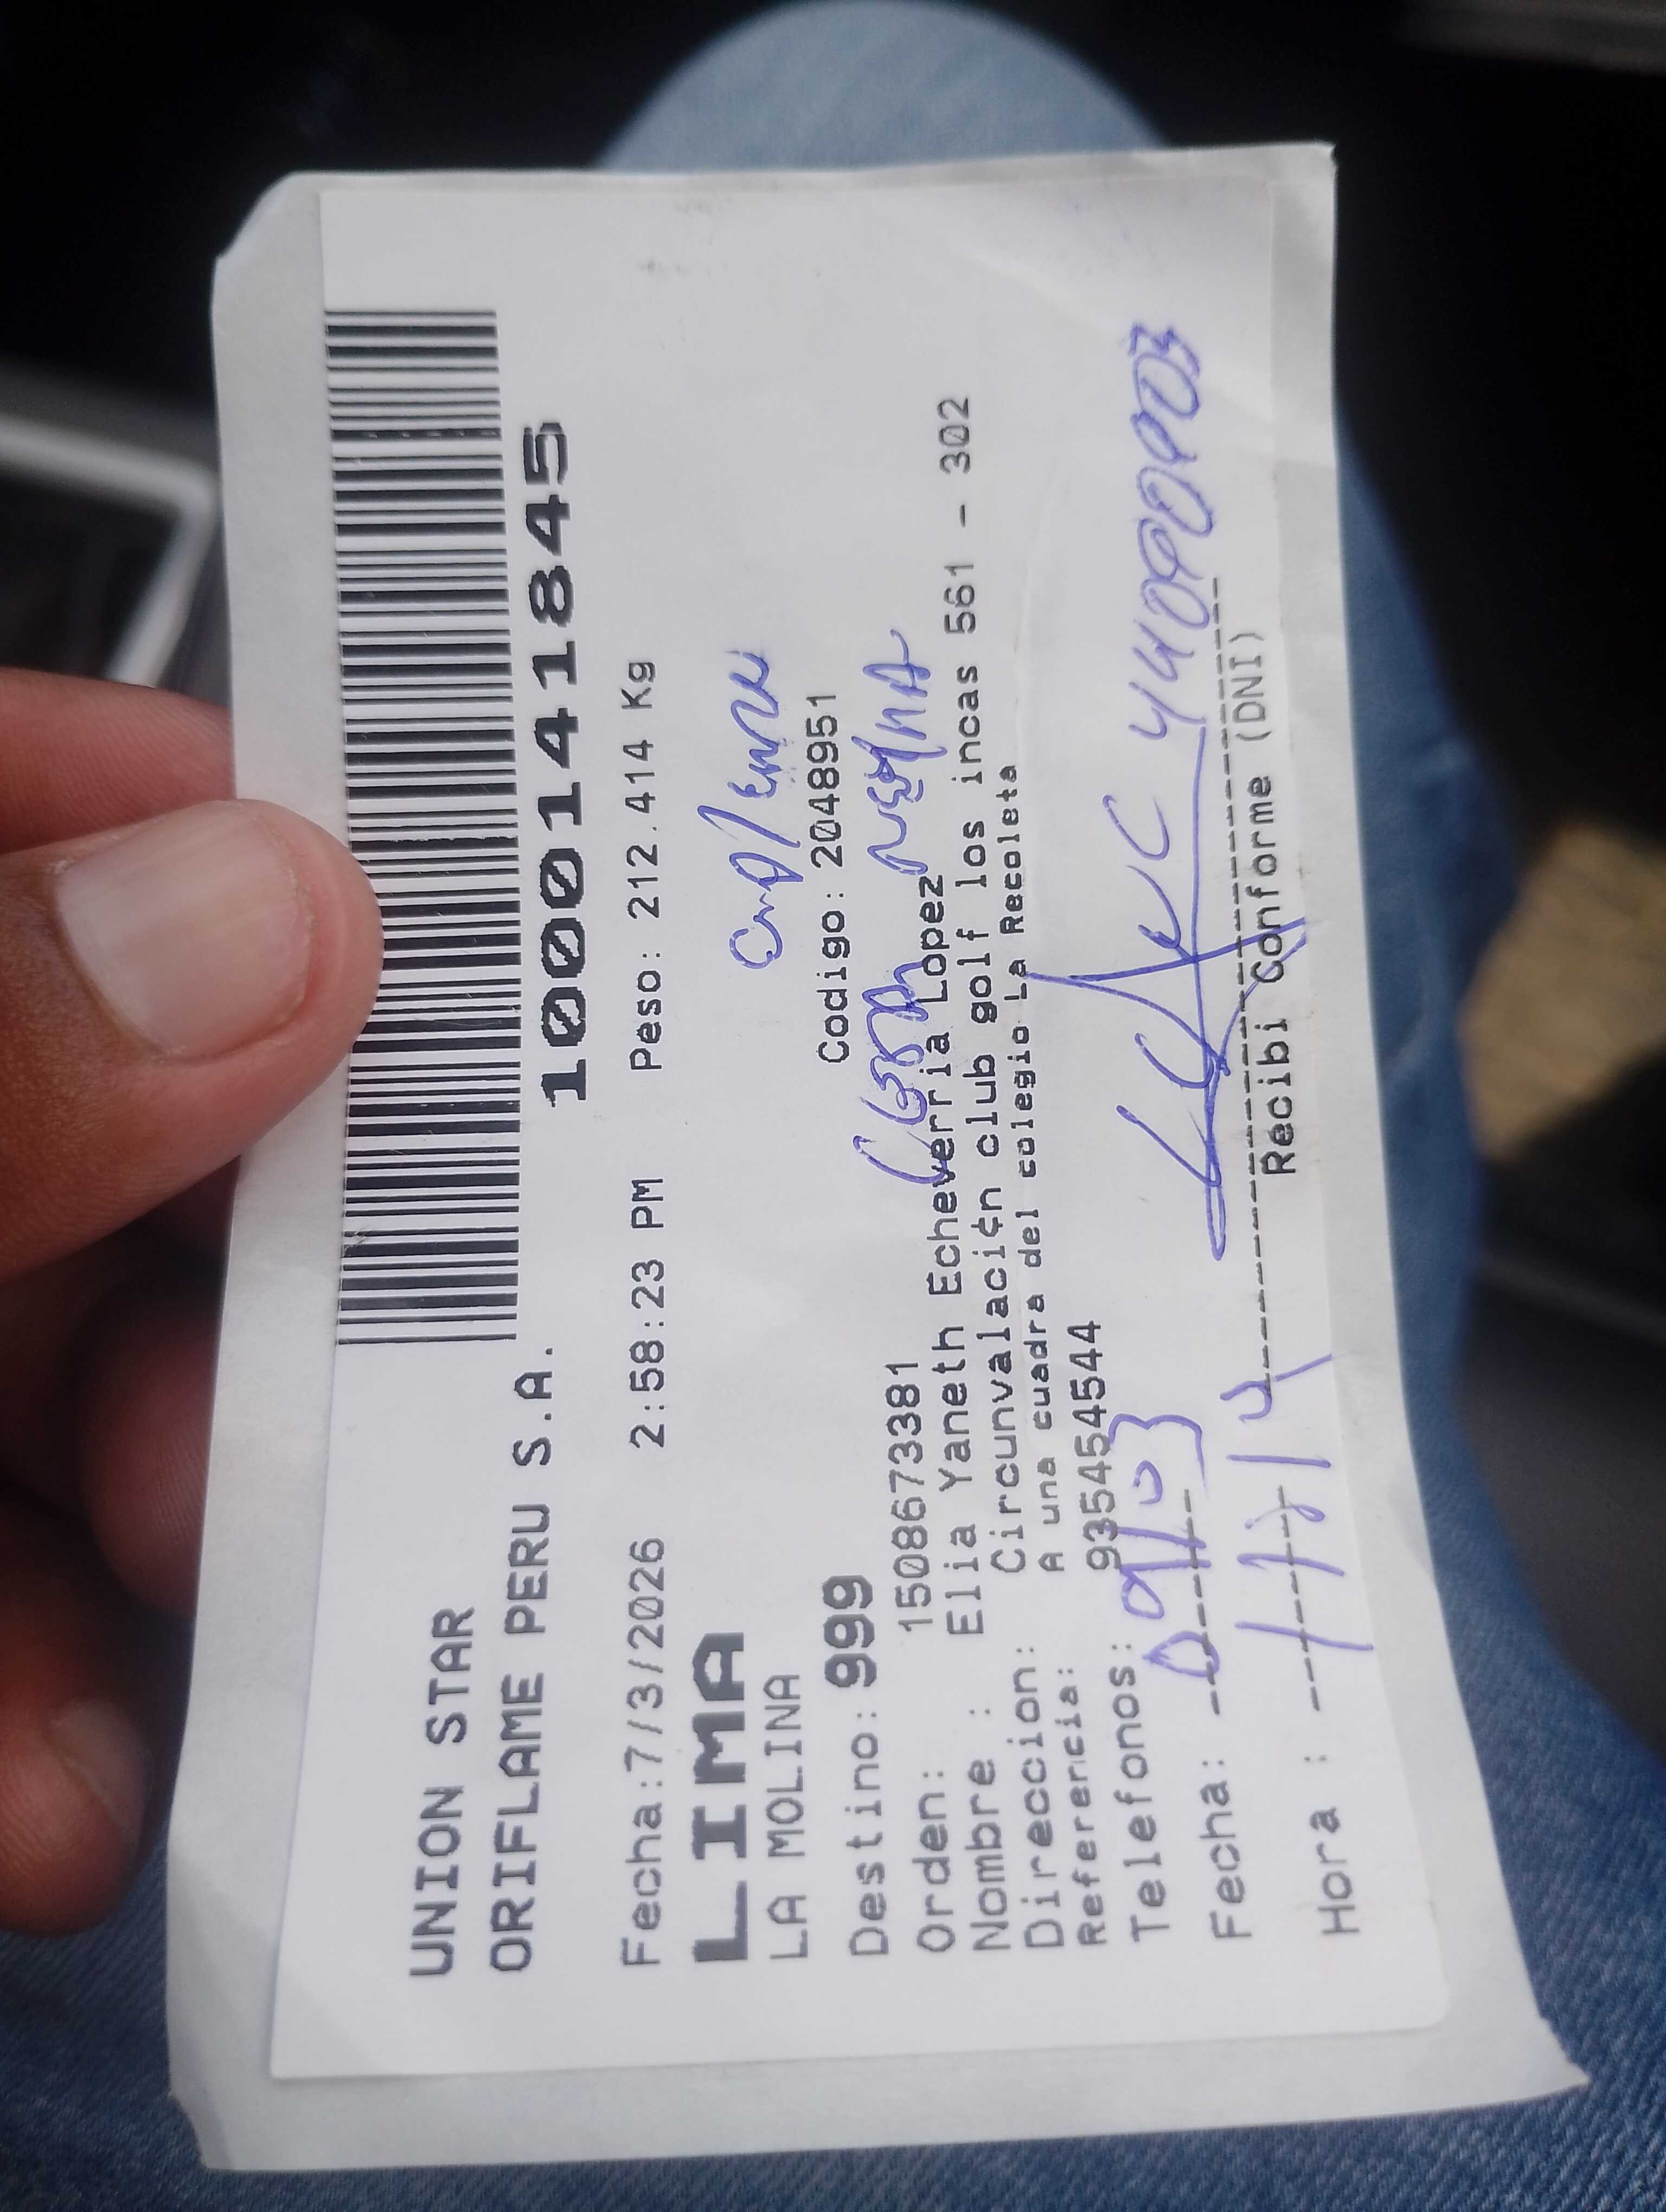 UNION STAR
ORIFLAME PERU S.A.
1000141845
Fecha:7/3/2026 2:58:23 PM Peso: 212.414 Kg
LIMA
LA MOLINA
Destino: 999 Codigo: 2048951
Orden: 1508673381
Nombre : Elia Yaneth Echeverria Lopez
Direccion: Circunvalaci¢n club golf los incas 561 - 302
Referencia: A una cuadra del colegio La Recoleta
Telefonos: 935454544
Fecha:
Hora :
Recibi Conforme (DNI)